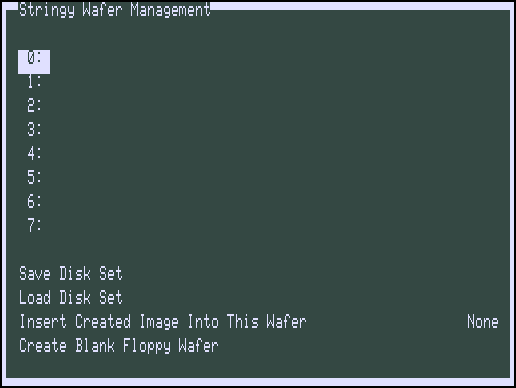 Stringy Wafer Management
0:
1:
2:
3:
4:
5:
6:
7:
Save Disk Set
Load Disk Set
Insert Created Image Into This Wafer None
Create Blank Floppy Wafer